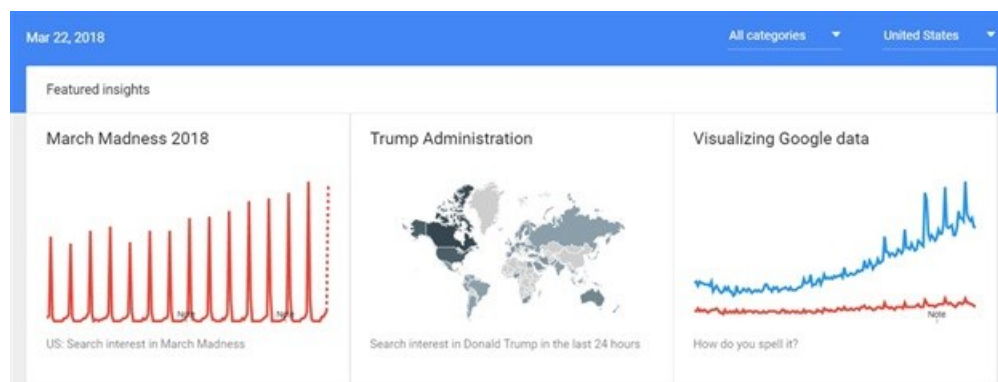 Mar 22, 2018
All categories
United States
Featured insights
March Madness 2018
Trump Administration
Visualizing Google data
Note
Note
Note
US: Search interest in March Madness
Search interest in Donald Trump in the last 24 hours
How do you spell it?